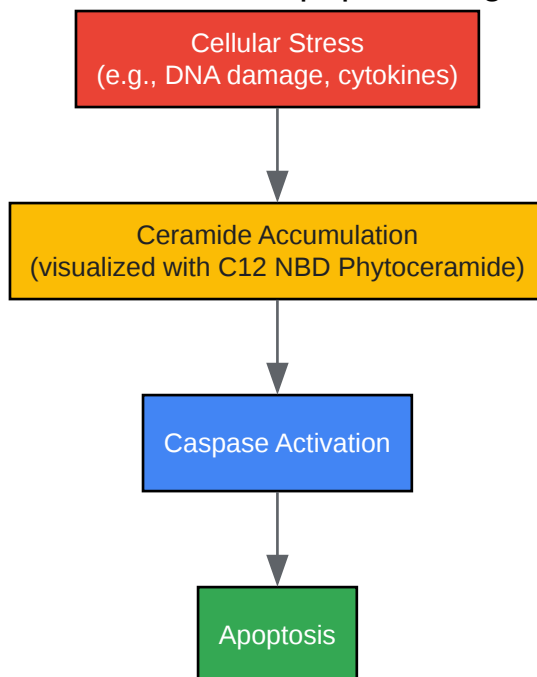 Cellular Stress
(e.g., DNA damage, cytokines)
Ceramide Accumulation
(visualized with C12 NBD Phytoceramide)
Caspase Activation
Apoptosis